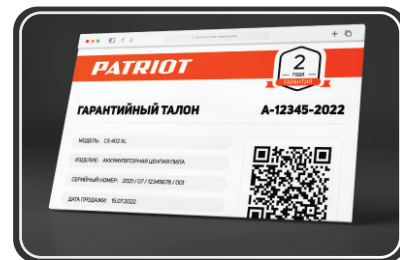 PATRIOT
2
ГОДА
ГАРАНТИЯ
ГАРАНТИЙНЫЙ ТАЛОН
A-12345-2022
МОДЕЛЬ: CS 402 XL
ИЗДЕЛИЕ: АККУМУЛЯТОРНАЯ ЦЕПНАЯ ПИЛА
СЕРИЙНЫЙ НОМЕР: 2021 / 07 / 12345678 / 001
ДАТА ПРОДАЖИ: 15.07.2022